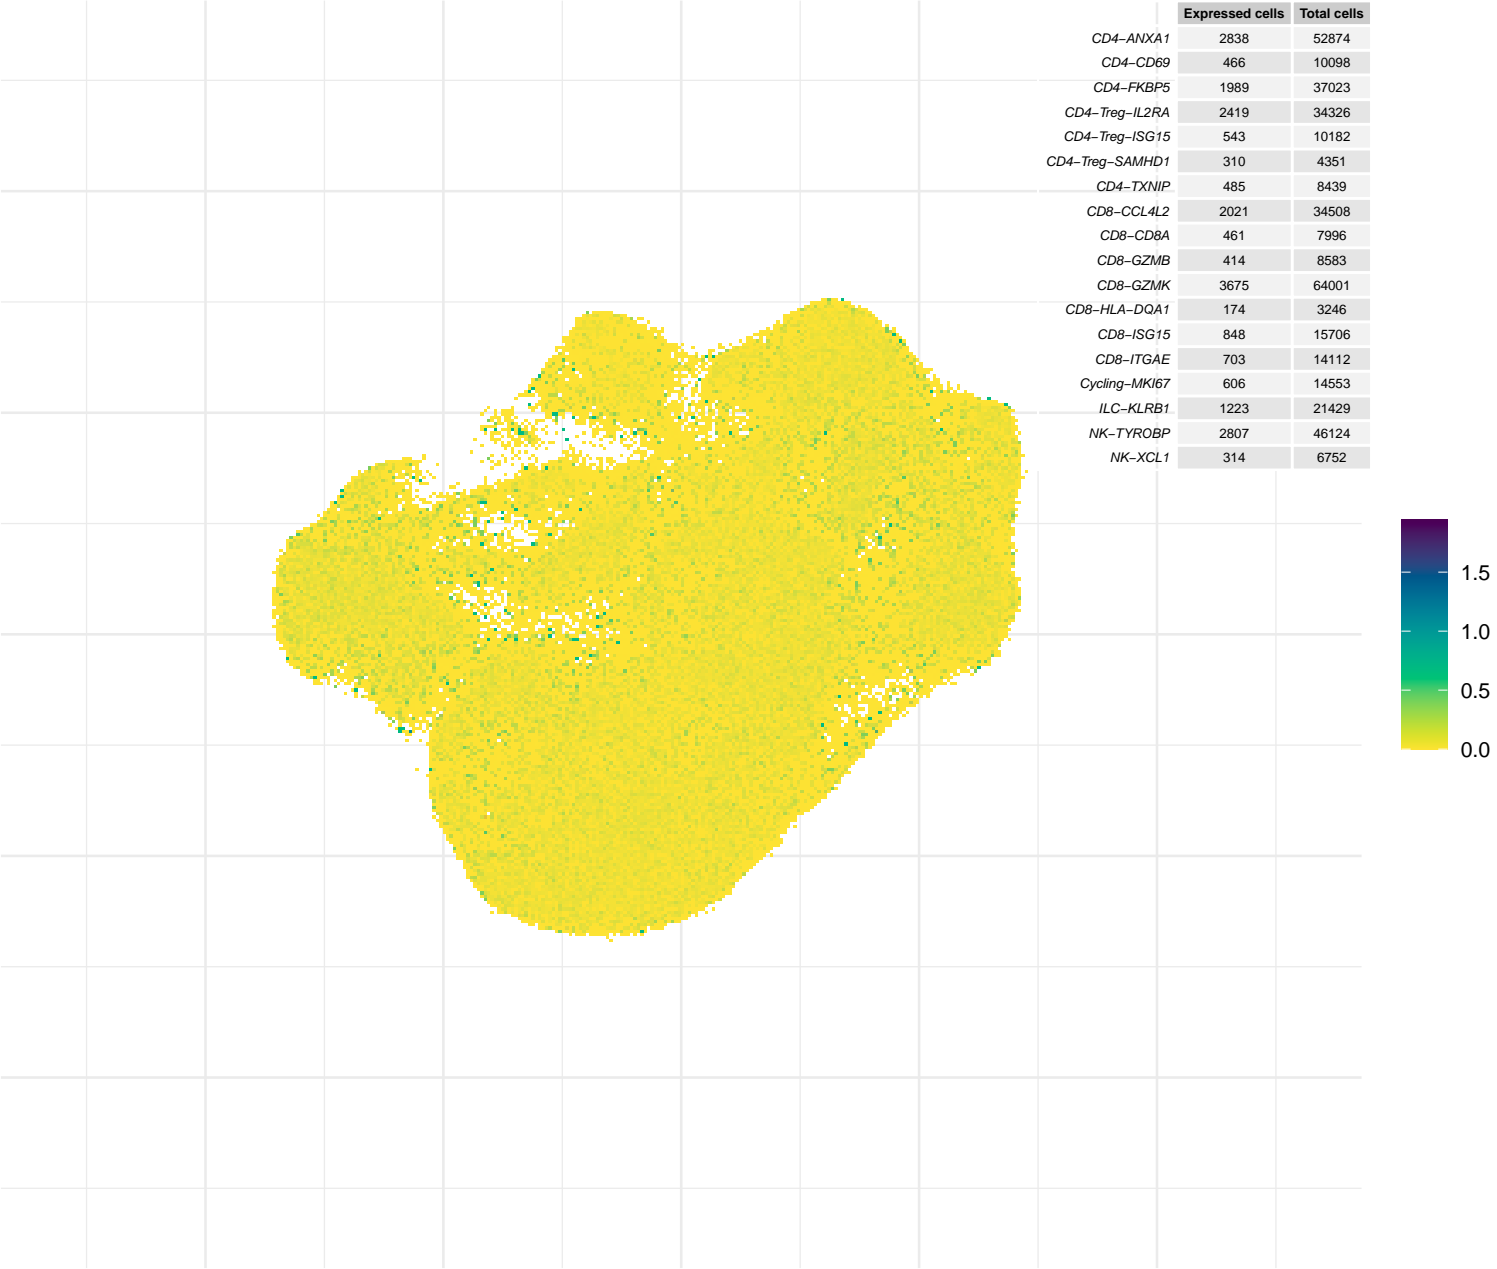 Expressed cells Total cells
CD4−ANXA1 2838 52874
CD4−CD69 466 10098
CD4−FKBP5 1989 37023
CD4−Treg−IL2RA 2419 34326
CD4−Treg−ISG15 543 10182
CD4−Treg−SAMHD1 310 4351
CD4−TXNIP 485 8439
CD8−CCL4L2 2021 34508
CD8−CD8A 461 7996
CD8−GZMB 414 8583
CD8−GZMK 3675 64001
CD8−HLA−DQA1 174 3246
CD8−ISG15 848 15706
CD8−ITGAE 703 14112
Cycling−MKI67 606 14553
ILC−KLRB1 1223 21429
NK−TYROBP 2807 46124
NK−XCL1 314 6752
1.5
1.0
0.5
0.0